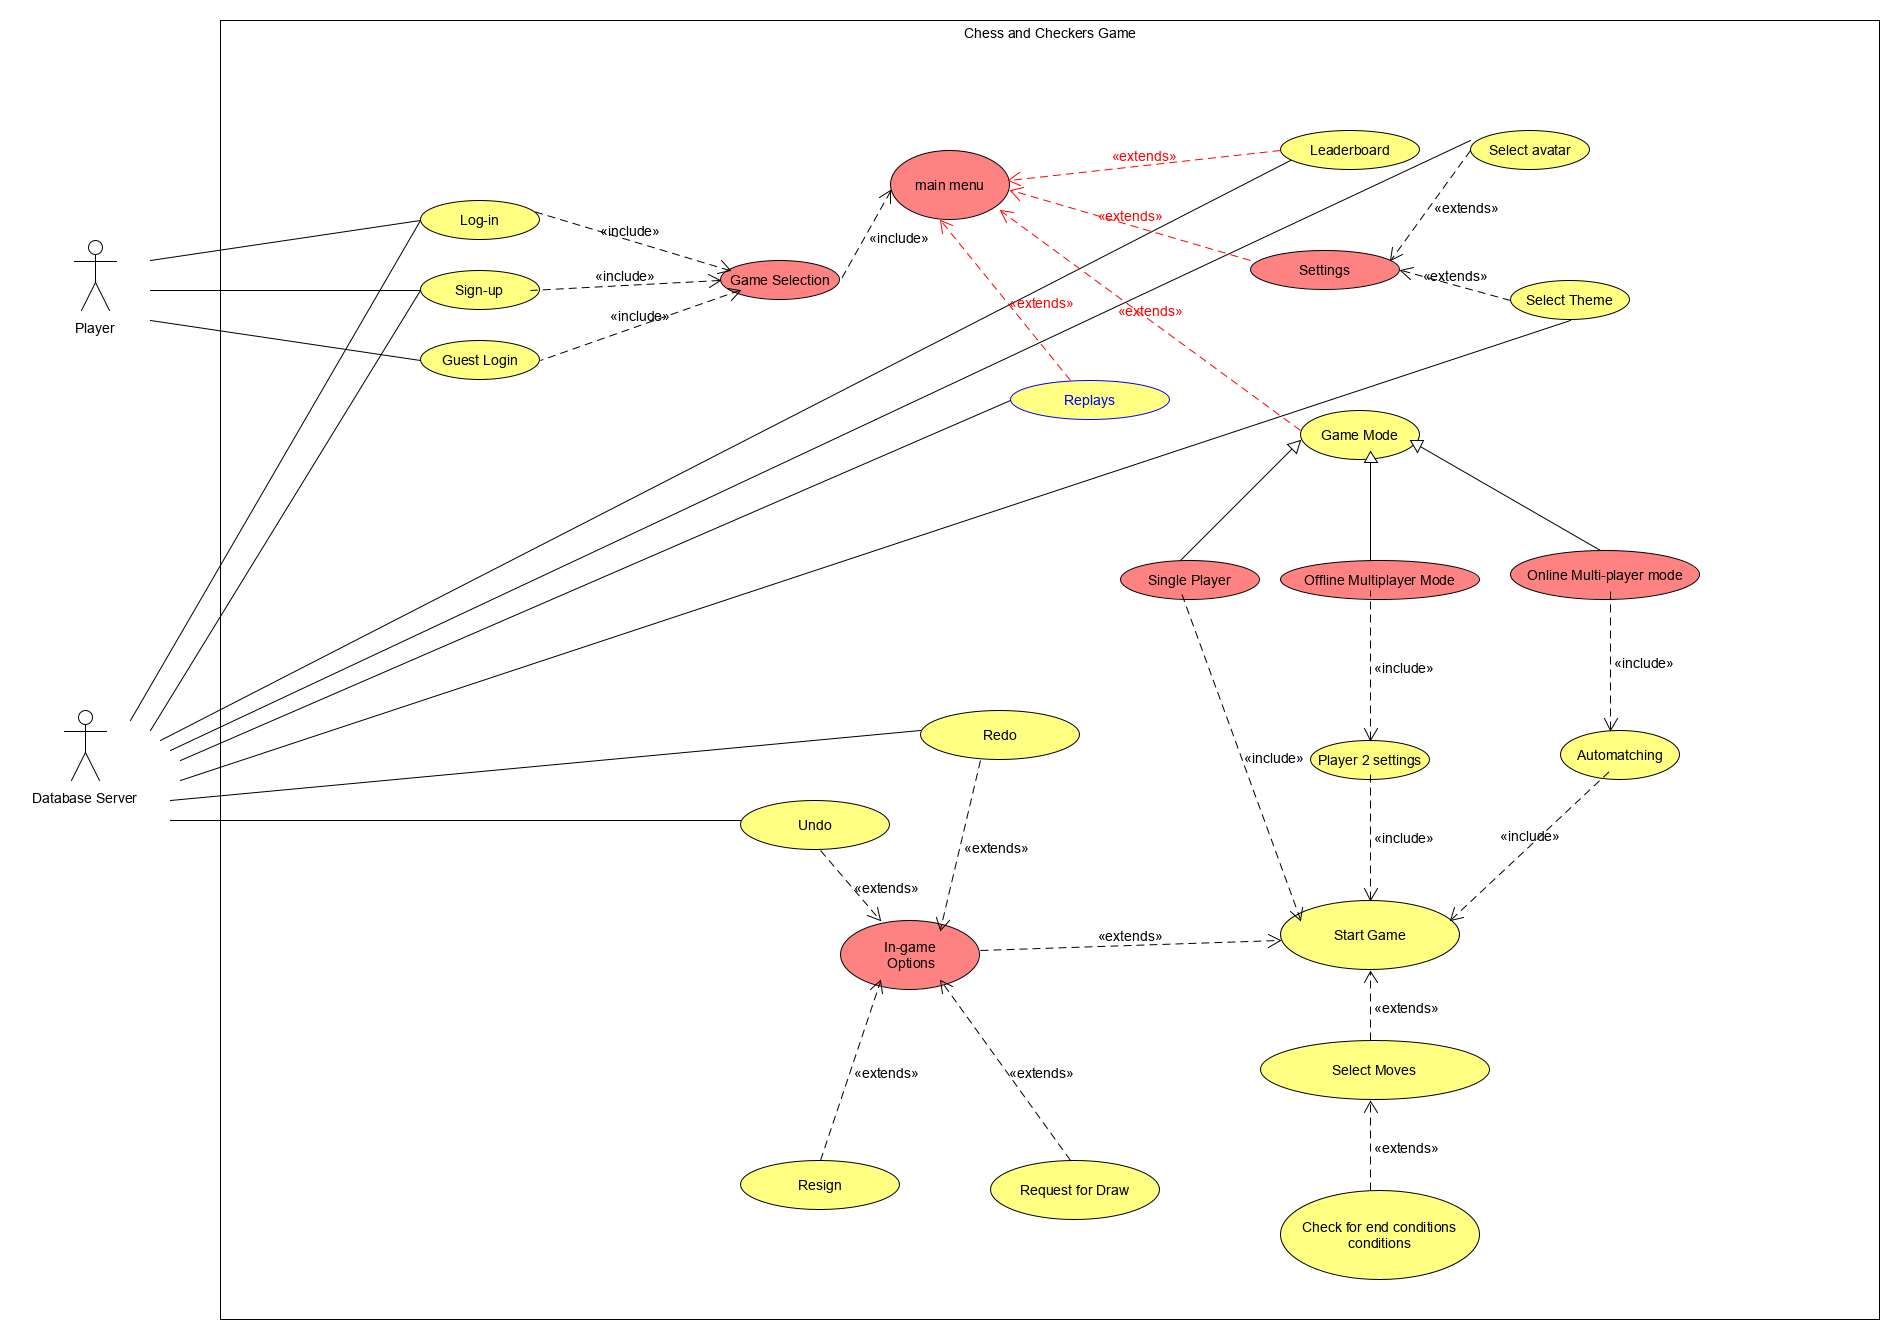 Chess and Checkers Game
Leaderboard
Select avatar
«extends»
main menu
Log-in
«extends»
«extends»
«include»
«include»
Player
Game Selection
Settings
«include»
«extends»
Sign-up
Select Theme
«extends»
«extends»
«include»
Guest Login
Replays
Game Mode
Single Player
Offline Multiplayer Mode
Online Multi-player mode
«include»
«include»
Database Server
Redo
«include»
Player 2 settings
Automatching
Undo
«include»
«include»
«extends»
«extends»
«extends»
Start Game
In-game
Options
«extends»
Select Moves
«extends»
«extends»
«extends»
Resign
Request for Draw
Check for end conditions
conditions